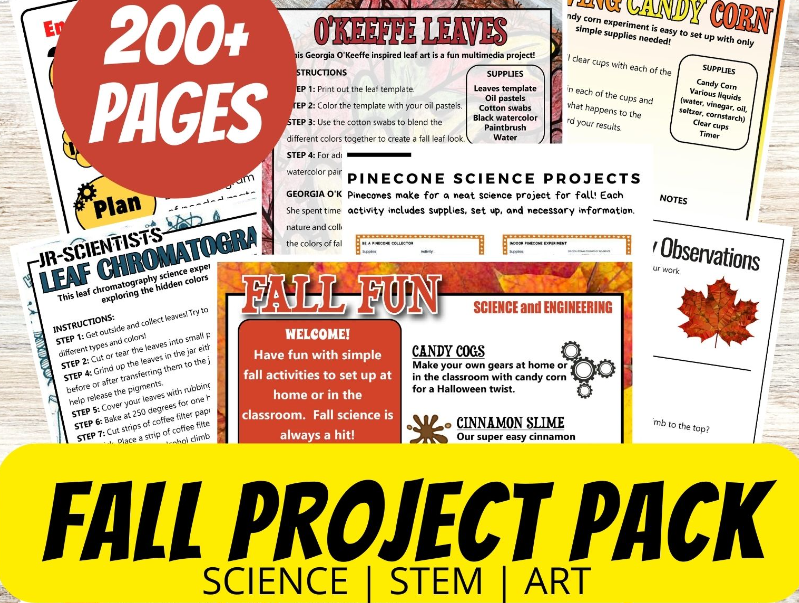 200+
PAGES
O'KEEFFE LEAVES
this Georgia O'Keeffe inspired leaf art is a fun multimedia project!
INSTRUCTIONS
STEP 1: Print out the leaf template.
STEP 2: Color the template with your oil pastels.
STEP 3: Use the cotton swabs to blend the
different colors together to create a fall leaf look.
STEP 4: For
watercolor
GEORGIA
She spent time
nature and
the colors of
SUPPLIES
Leaves template
Oil pastels
Cotton swabs
Black watercolor
Paintbrush
Water
CANDY CORN
corn experiment is easy to set up with only
simple supplies needed!
clear cups with each of the
in each of the cups and
what happens to the
your results.
SUPPLIES
Candy Corn
Various liquids
(water, vinegar, oil,
seltzer, cornstarch)
Clear cups
Timer
NOTES
Plan
PINECONE SCIENCE PROJECTS
Pinecones make for a neat science project for fall! Each
activity includes supplies, set up, and necessary information.
BE A PINECONE COLLECTOR
INDOOR PINECONE EXPERIMENT
Observations
your work.
to the top?
JR-SCIENTISTS
LEAF
This leaf chromatography science
exploring the hidden colors
INSTRUCTIONS:
STEP 1: Get outside and collect leaves! Try to
different types and colors!
STEP 2: Cut or tear the leaves into small
STEP 4: Grind up the leaves in the jar
before or after transferring them to the
help release the pigments.
STEP 5: Cover your leaves with rubbing
STEP 6: Bake at 250 degrees for one
STEP 7: Cut strips of coffee filter
Place a strip of coffee
climb
FALL FUN
SCIENCE and ENGINEERING
WELCOME!
Have fun with simple
fall activities to set up at
home or in the
classroom. Fall science is
always a hit!
CANDY COGS
Make your own gears at home or
in the classroom with candy corn
for a Halloween twist.
CINNAMON SLIME
Our super easy cinnamon
FALL PROJECT PACK
SCIENCE | STEM | ART